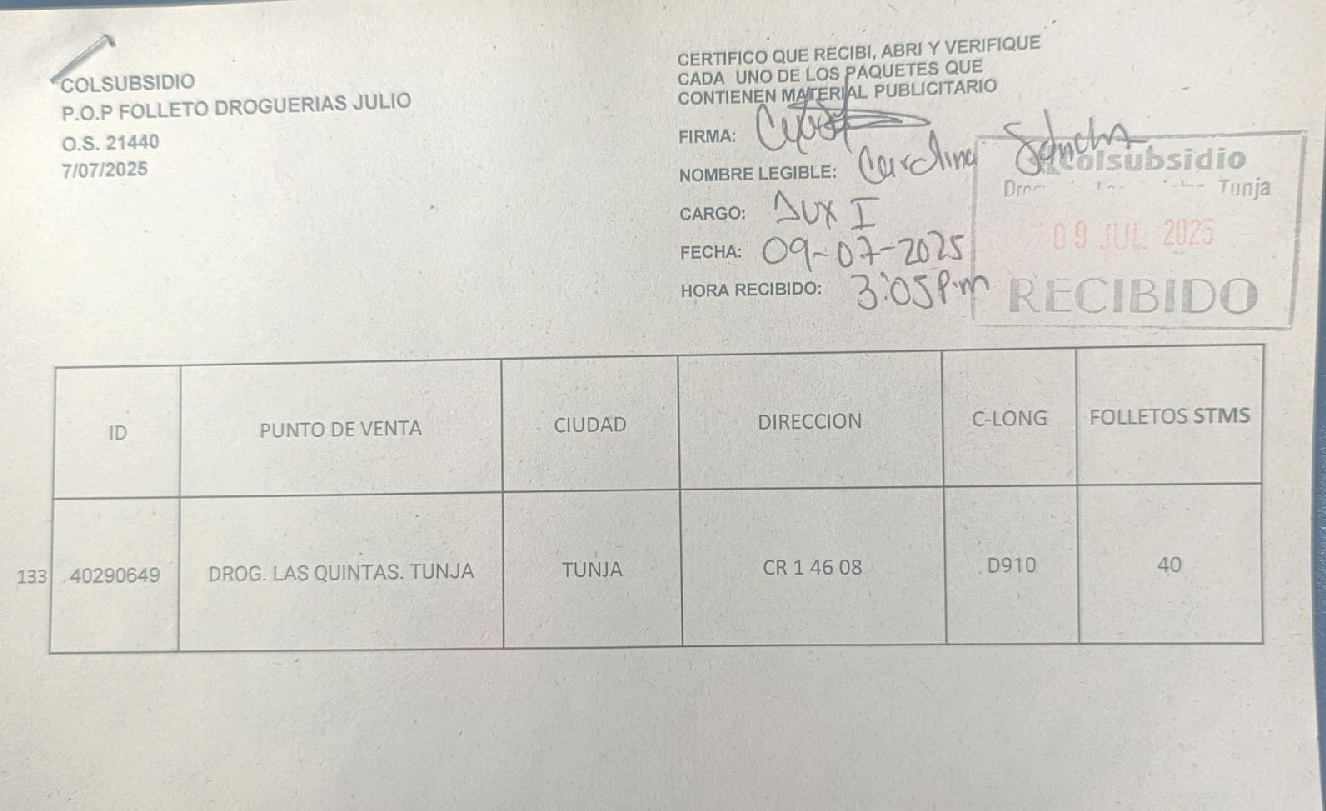 COLSUBSIDIO
P.O.P FOLLETO DROGUERIAS JULIO
O.S. 21440
7/07/2025
CERTIFICO QUE RECIBI, ABRI Y VERIFIQUE
CADA UNO DE LOS PAQUETES QUE
CONTIENEN MATERIAL PUBLICITARIO
FIRMA:
NOMBRE LEGIBLE: Carolina Sánchez
CARGO: Aux I
FECHA: 09-07-2025
HORA RECIBIDO: 3:05 P.m
Colsubsidio
Tunja
09 JUL 2025
RECIBIDO
ID PUNTO DE VENTA CIUDAD DIRECCION C-LONG FOLLETOS STMS
133 40290649 DROG. LAS QUINTAS. TUNJA TUNJA CR 1 46 08 D910 40